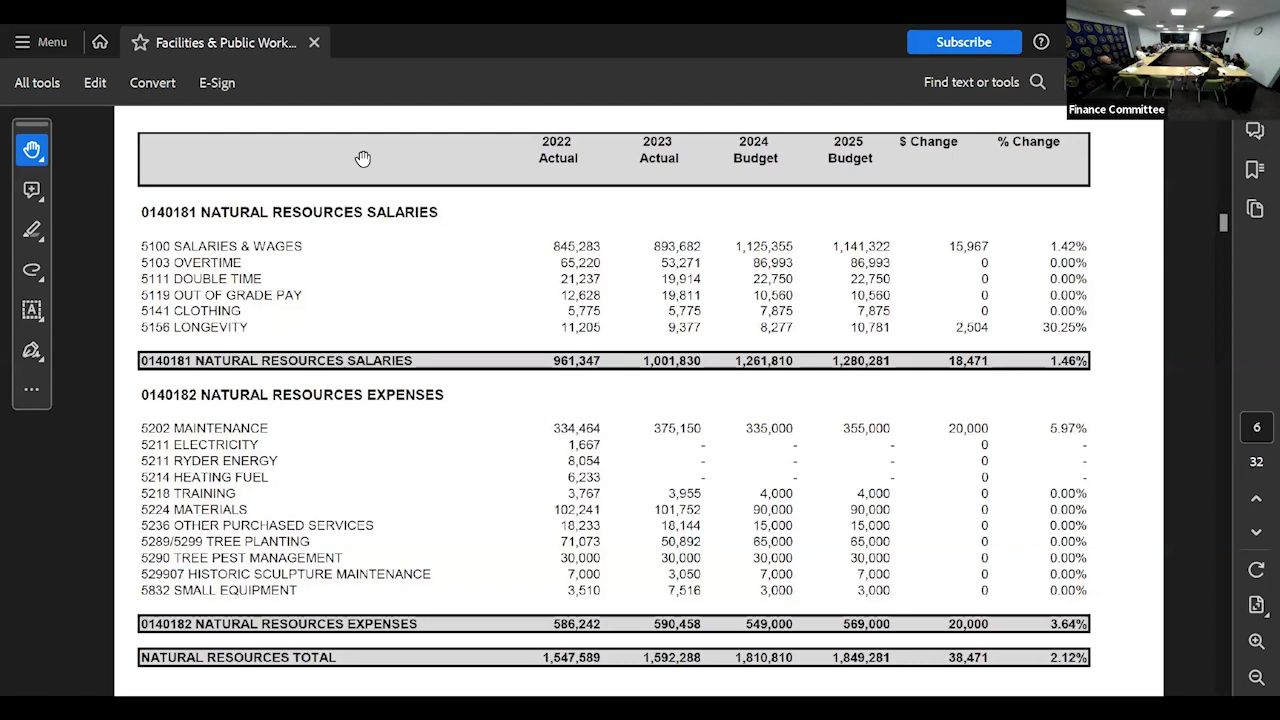 Menu
Facilities & Public Work...
Subscribe
All tools Edit Convert E-Sign
Find text or tools
Finance Committee
2022 Actual 2023 Actual 2024 Budget 2025 Budget $ Change % Change
0140181 NATURAL RESOURCES SALARIES
5100 SALARIES & WAGES 845,283 893,682 1,125,355 1,141,322 15,967 1.42%
5103 OVERTIME 65,220 53,271 86,993 86,993 0 0.00%
5111 DOUBLE TIME 21,237 19,914 22,750 22,750 0 0.00%
5119 OUT OF GRADE PAY 12,628 19,811 10,560 10,560 0 0.00%
5141 CLOTHING 5,775 5,775 7,875 7,875 0 0.00%
5156 LONGEVITY 11,205 9,377 8,277 10,781 2,504 30.25%
0140181 NATURAL RESOURCES SALARIES 961,347 1,001,830 1,261,810 1,280,281 18,471 1.46%
0140182 NATURAL RESOURCES EXPENSES
5202 MAINTENANCE 334,464 375,150 335,000 355,000 20,000 5.97%
5211 ELECTRICITY 1,667 - - - 0 -
5211 RYDER ENERGY 8,054 - - - 0 -
5214 HEATING FUEL 6,233 - - - 0 -
5218 TRAINING 3,767 3,955 4,000 4,000 0 0.00%
5224 MATERIALS 102,241 101,752 90,000 90,000 0 0.00%
5236 OTHER PURCHASED SERVICES 18,233 18,144 15,000 15,000 0 0.00%
5289/5299 TREE PLANTING 71,073 50,892 65,000 65,000 0 0.00%
5290 TREE PEST MANAGEMENT 30,000 30,000 30,000 30,000 0 0.00%
529907 HISTORIC SCULPTURE MAINTENANCE 7,000 3,050 7,000 7,000 0 0.00%
5832 SMALL EQUIPMENT 3,510 7,516 3,000 3,000 0 0.00%
0140182 NATURAL RESOURCES EXPENSES 586,242 590,458 549,000 569,000 20,000 3.64%
NATURAL RESOURCES TOTAL 1,547,589 1,592,288 1,810,810 1,849,281 38,471 2.12%
6
32